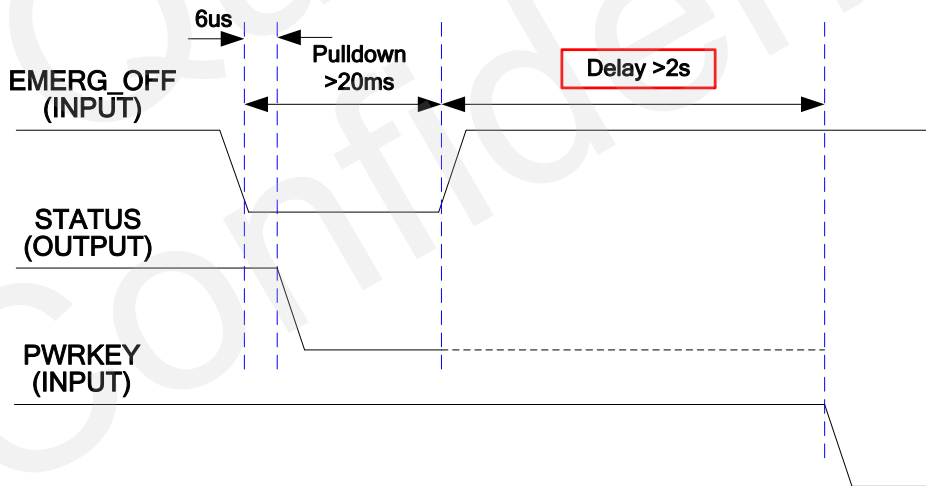 6us
Pulldown
>20ms
Delay >2s
EMERG_OFF
(INPUT)
STATUS
(OUTPUT)
PWRKEY
(INPUT)